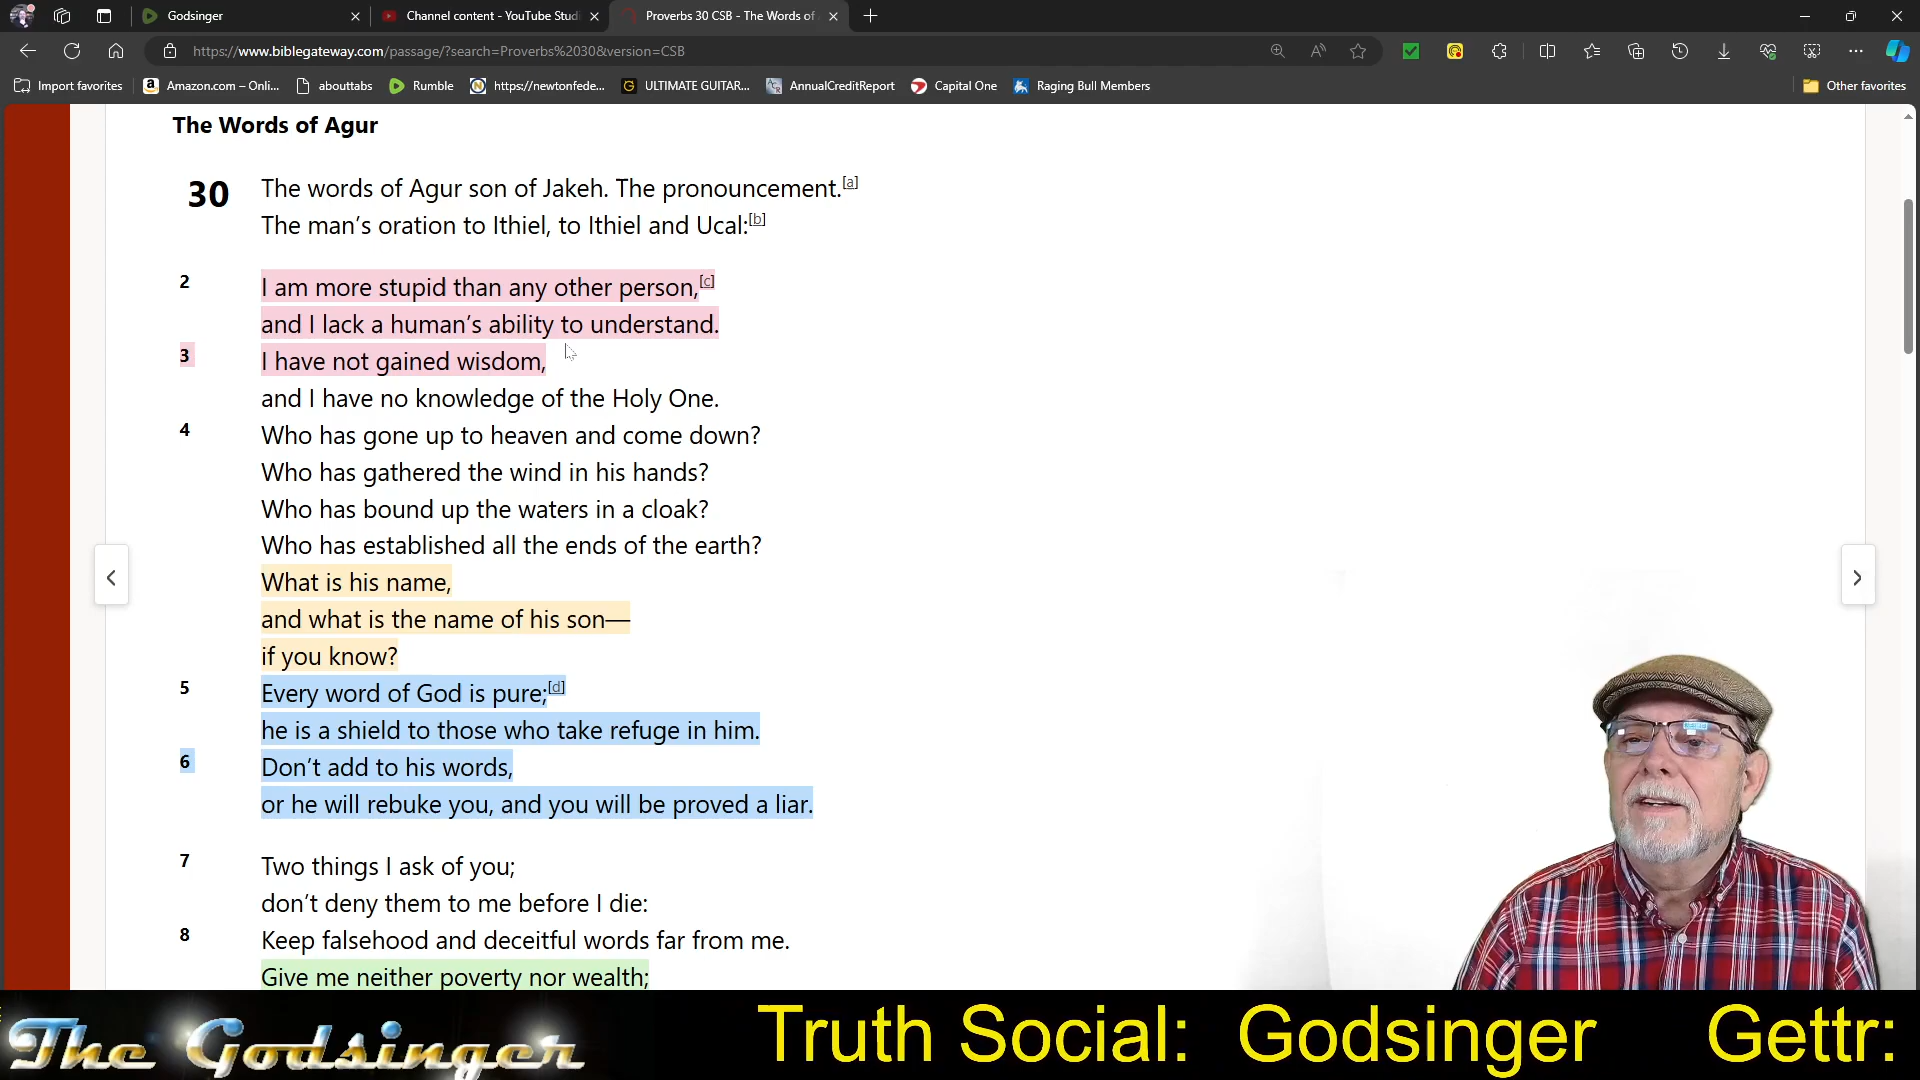 Godsinger
Channel content - YouTube Studi
Proverbs 30 CSB - The Words of
https://www.biblegateway.com/passage/?search=Proverbs%2030&version=CSB
Import favorites
Amazon.com – Onli...
abouttabs
Rumble
https://newtonfede...
ULTIMATE GUITAR...
AnnualCreditReport
Capital One
Raging Bull Members
Other favorites
The Words of Agur
30 The words of Agur son of Jakeh. The pronouncement.[a]
The man’s oration to Ithiel, to Ithiel and Ucal:[b]
2 I am more stupid than any other person,[c]
and I lack a human’s ability to understand.
3 I have not gained wisdom,
and I have no knowledge of the Holy One.
4 Who has gone up to heaven and come down?
Who has gathered the wind in his hands?
Who has bound up the waters in a cloak?
Who has established all the ends of the earth?
What is his name,
and what is the name of his son—
if you know?
5 Every word of God is pure;[d]
he is a shield to those who take refuge in him.
6 Don’t add to his words,
or he will rebuke you, and you will be proved a liar.
7 Two things I ask of you;
don’t deny them to me before I die:
8 Keep falsehood and deceitful words far from me.
Give me neither poverty nor wealth;
The Godsinger
Truth Social: Godsinger Gettr: